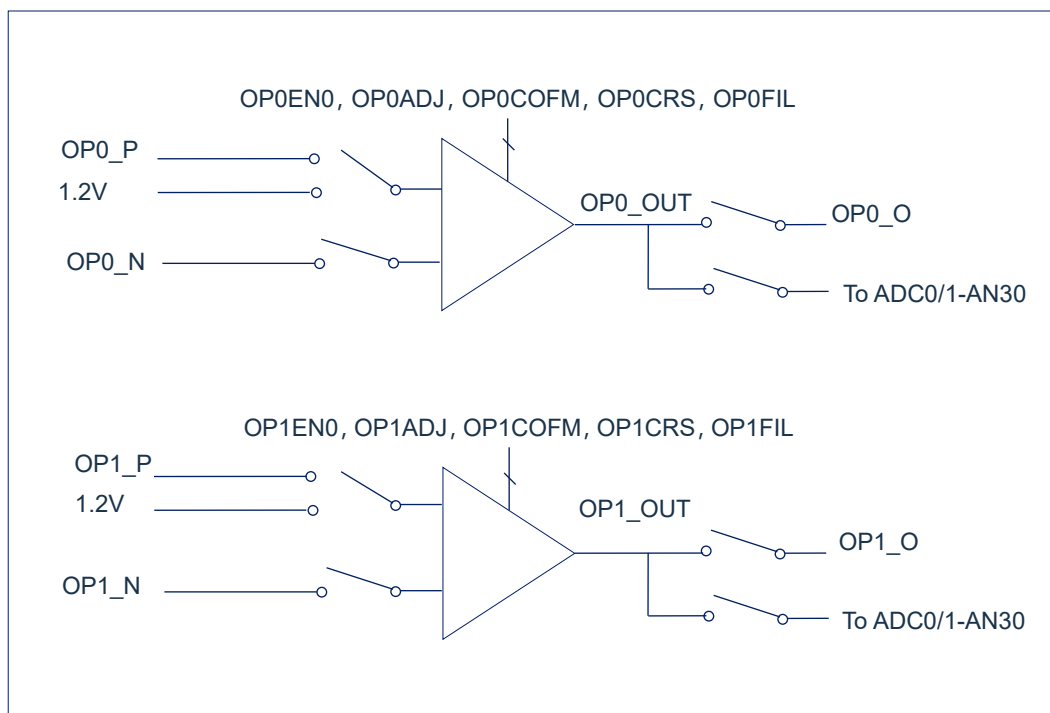 OP0EN0, OP0ADJ, OP0COFM, OP0CRS, OP0FIL
OP0_P
1.2V
OP0_N
OP0_OUT
OP0_O
To ADC0/1-AN30
OP1EN0, OP1ADJ, OP1COFM, OP1CRS, OP1FIL
OP1_P
1.2V
OP1_N
OP1_OUT
OP1_O
To ADC0/1-AN30